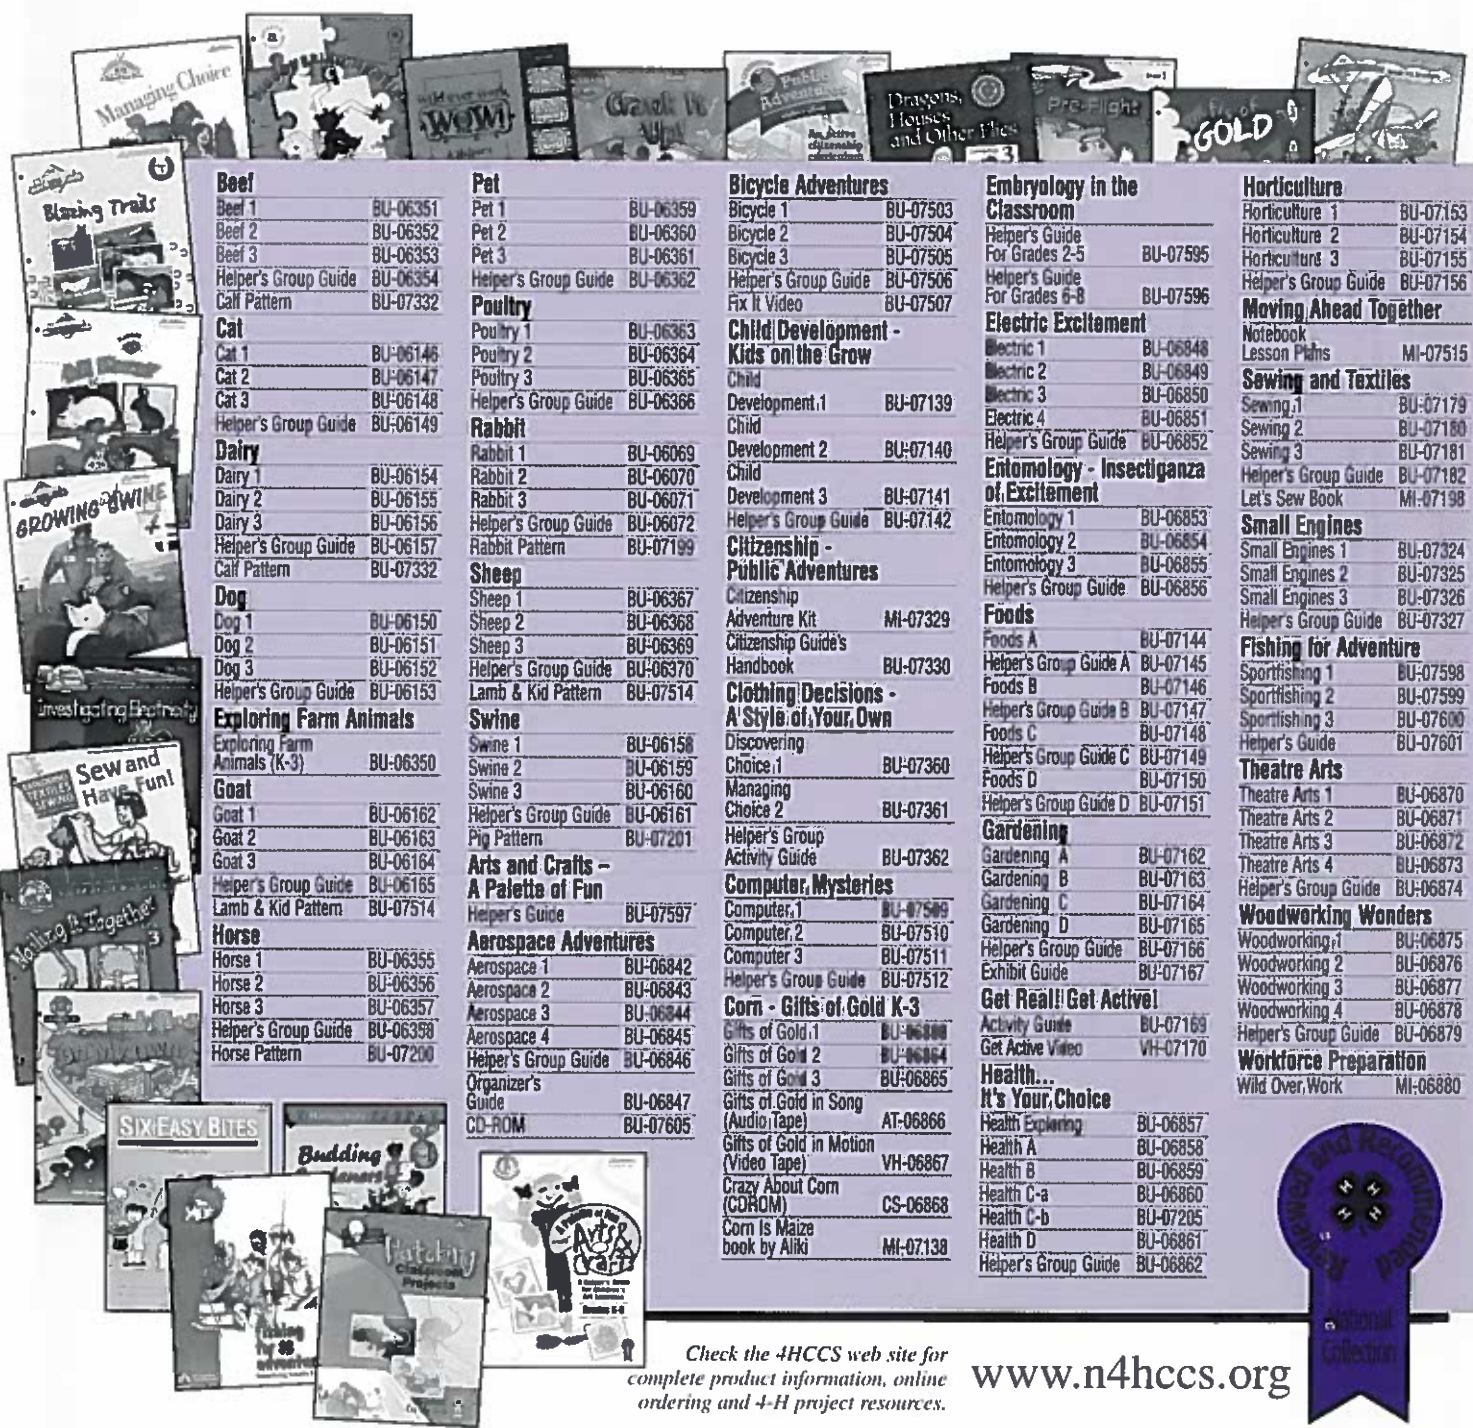 Managing Choice
WOW!
Crank It Up!
Public Adventures
An Active citizenship
Dragons,
Houses
and Other Flies
Pre-Flight
GOLD
Blazing Trails
GROWING SWINE
Investigating Electricity
Sew and
Have Fun!
Nailing It Together
3
SIX EASY BITES
Budding
Hatching
Classroom
Projects
Fishing
for
adventure
Arts &
Crafts
Beef
Beef 1 BU-06351
Beef 2 BU-06352
Beef 3 BU-06353
Helper's Group Guide BU-06354
Calf Pattern BU-07332
Cat
Cat 1 BU-06146
Cat 2 BU-06147
Cat 3 BU-06148
Helper's Group Guide BU-06149
Dairy
Dairy 1 BU-06154
Dairy 2 BU-06155
Dairy 3 BU-06156
Helper's Group Guide BU-06157
Calf Pattern BU-07332
Dog
Dog 1 BU-06150
Dog 2 BU-06151
Dog 3 BU-06152
Helper's Group Guide BU-06153
Exploring Farm Animals
Exploring Farm
Animals (K-3) BU-06350
Goat
Goat 1 BU-06162
Goat 2 BU-06163
Goat 3 BU-06164
Helper's Group Guide BU-06165
Lamb & Kid Pattern BU-07514
Horse
Horse 1 BU-06355
Horse 2 BU-06356
Horse 3 BU-06357
Helper's Group Guide BU-06358
Horse Pattern BU-07200
Pet
Pet 1 BU-06359
Pet 2 BU-06360
Pet 3 BU-06361
Helper's Group Guide BU-06362
Poultry
Poultry 1 BU-06363
Poultry 2 BU-06364
Poultry 3 BU-06365
Helper's Group Guide BU-06366
Rabbit
Rabbit 1 BU-06069
Rabbit 2 BU-06070
Rabbit 3 BU-06071
Helper's Group Guide BU-06072
Rabbit Pattern BU-07199
Sheep
Sheep 1 BU-06367
Sheep 2 BU-06368
Sheep 3 BU-06369
Helper's Group Guide BU-06370
Lamb & Kid Pattern BU-07514
Swine
Swine 1 BU-06158
Swine 2 BU-06159
Swine 3 BU-06160
Helper's Group Guide BU-06161
Pig Pattern BU-07201
Arts and Crafts –
A Palette of Fun
Helper's Guide BU-07597
Aerospace Adventures
Aerospace 1 BU-06842
Aerospace 2 BU-06843
Aerospace 3 BU-06844
Aerospace 4 BU-06845
Helper's Group Guide BU-06846
Organizer's
Guide BU-06847
CD-ROM BU-07605
Bicycle Adventures
Bicycle 1 BU-07503
Bicycle 2 BU-07504
Bicycle 3 BU-07505
Helper's Group Guide BU-07506
Fix It Video BU-07507
Child Development -
Kids on the Grow
Child
Development 1 BU-07139
Child
Development 2 BU-07140
Child
Development 3 BU-07141
Helper's Group Guide BU-07142
Citizenship -
Public Adventures
Citizenship
Adventure Kit MI-07329
Citizenship Guide's
Handbook BU-07330
Clothing Decisions -
A Style of Your Own
Discovering
Choice 1 BU-07360
Managing
Choice 2 BU-07361
Helper's Group
Activity Guide BU-07362
Computer Mysteries
Computer 1 BU-07509
Computer 2 BU-07510
Computer 3 BU-07511
Helper's Group Guide BU-07512
Corn - Gifts of Gold K-3
Gifts of Gold 1
Gifts of Gold 2 BU-06864
Gifts of Gold 3 BU-06865
Gifts of Gold in Song
(Audio Tape) AT-06866
Gifts of Gold in Motion
(Video Tape) VH-06867
Crazy About Corn
(CDROM) CS-06868
Corn Is Maize
book by Aliki MI-07138
Embryology in the
Classroom
Helper's Guide
For Grades 2-5 BU-07595
Helper's Guide
For Grades 6-8 BU-07596
Electric Excitement
Electric 1 BU-06848
Electric 2 BU-06849
Electric 3 BU-06850
Electric 4 BU-06851
Helper's Group Guide BU-06852
Entomology - Insectiganza
of Excitement
Entomology 1 BU-06853
Entomology 2 BU-06854
Entomology 3 BU-06855
Helper's Group Guide BU-06856
Foods
Foods A BU-07144
Helper's Group Guide A BU-07145
Foods B BU-07146
Helper's Group Guide B BU-07147
Foods C BU-07148
Helper's Group Guide C BU-07149
Foods D BU-07150
Helper's Group Guide D BU-07151
Gardening
Gardening A BU-07162
Gardening B BU-07163
Gardening C BU-07164
Gardening D BU-07165
Helper's Group Guide BU-07166
Exhibit Guide BU-07167
Get Real! Get Active!
Activity Guide BU-07169
Get Active Video VH-07170
Health...
It's Your Choice
Health Exploring BU-06857
Health A BU-06858
Health B BU-06859
Health C-a BU-06860
Health C-b BU-07205
Health D BU-06861
Helper's Group Guide BU-06862
Horticulture
Horticulture 1 BU-07153
Horticulture 2 BU-07154
Horticulture 3 BU-07155
Helper's Group Guide BU-07156
Moving Ahead Together
Notebook
Lesson Plans MI-07515
Sewing and Textiles
Sewing 1 BU-07179
Sewing 2 BU-07180
Sewing 3 BU-07181
Helper's Group Guide BU-07182
Let's Sew Book MI-07198
Small Engines
Small Engines 1 BU-07324
Small Engines 2 BU-07325
Small Engines 3 BU-07326
Helper's Group Guide BU-07327
Fishing for Adventure
Sportfishing 1 BU-07598
Sportfishing 2 BU-07599
Sportfishing 3 BU-07600
Helper's Guide BU-07601
Theatre Arts
Theatre Arts 1 BU-06870
Theatre Arts 2 BU-06871
Theatre Arts 3 BU-06872
Theatre Arts 4 BU-06873
Helper's Group Guide BU-06874
Woodworking Wonders
Woodworking 1 BU-06875
Woodworking 2 BU-06876
Woodworking 3 BU-06877
Woodworking 4 BU-06878
Helper's Group Guide BU-06879
Workforce Preparation
Wild Over Work MI-06880
Reviewed and Recommended
H H H H
National
Collection
Check the 4HCCS web site for
complete product information, online
ordering and 4-H project resources.
www.n4hccs.org